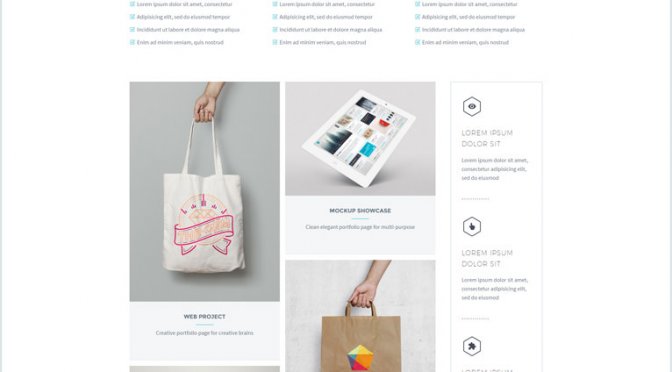 Lorem ipsum dolor sit consectetur
Adipisicing elit, sed do eiusmod tempor
Incididunt ut labore et dolore magna aliqua
Enim ad minim veniam, quis nostrud
Lorem ipsum dolor sit consectetur
Adipisicing elit, sed do eiusmod tempor
Incididunt ut labore et dolore magna aliqua
Enim ad minim veniam, quis nostrud
Lorem ipsum dolor sit consectetur
Adipisicing elit, sed do eiusmod tempor
Incididunt ut labore et dolore magna aliqua
Enim ad minim veniam, quis nostrud
WEB PROJECT
Creative portfolio page for creative brains
MOCKUP SHOWCASE
Clean elegant portfolio page for multi-purpose
LOREM IPSUM
DOLOR SIT
Lorem ipsum dolor sit amet,
consectetur adipisicing elit,
sed do eiusmod
LOREM IPSUM
DOLOR SIT
Lorem ipsum dolor sit amet,
consectetur adipisicing elit,
sed do eiusmod
LOREM IPSUM